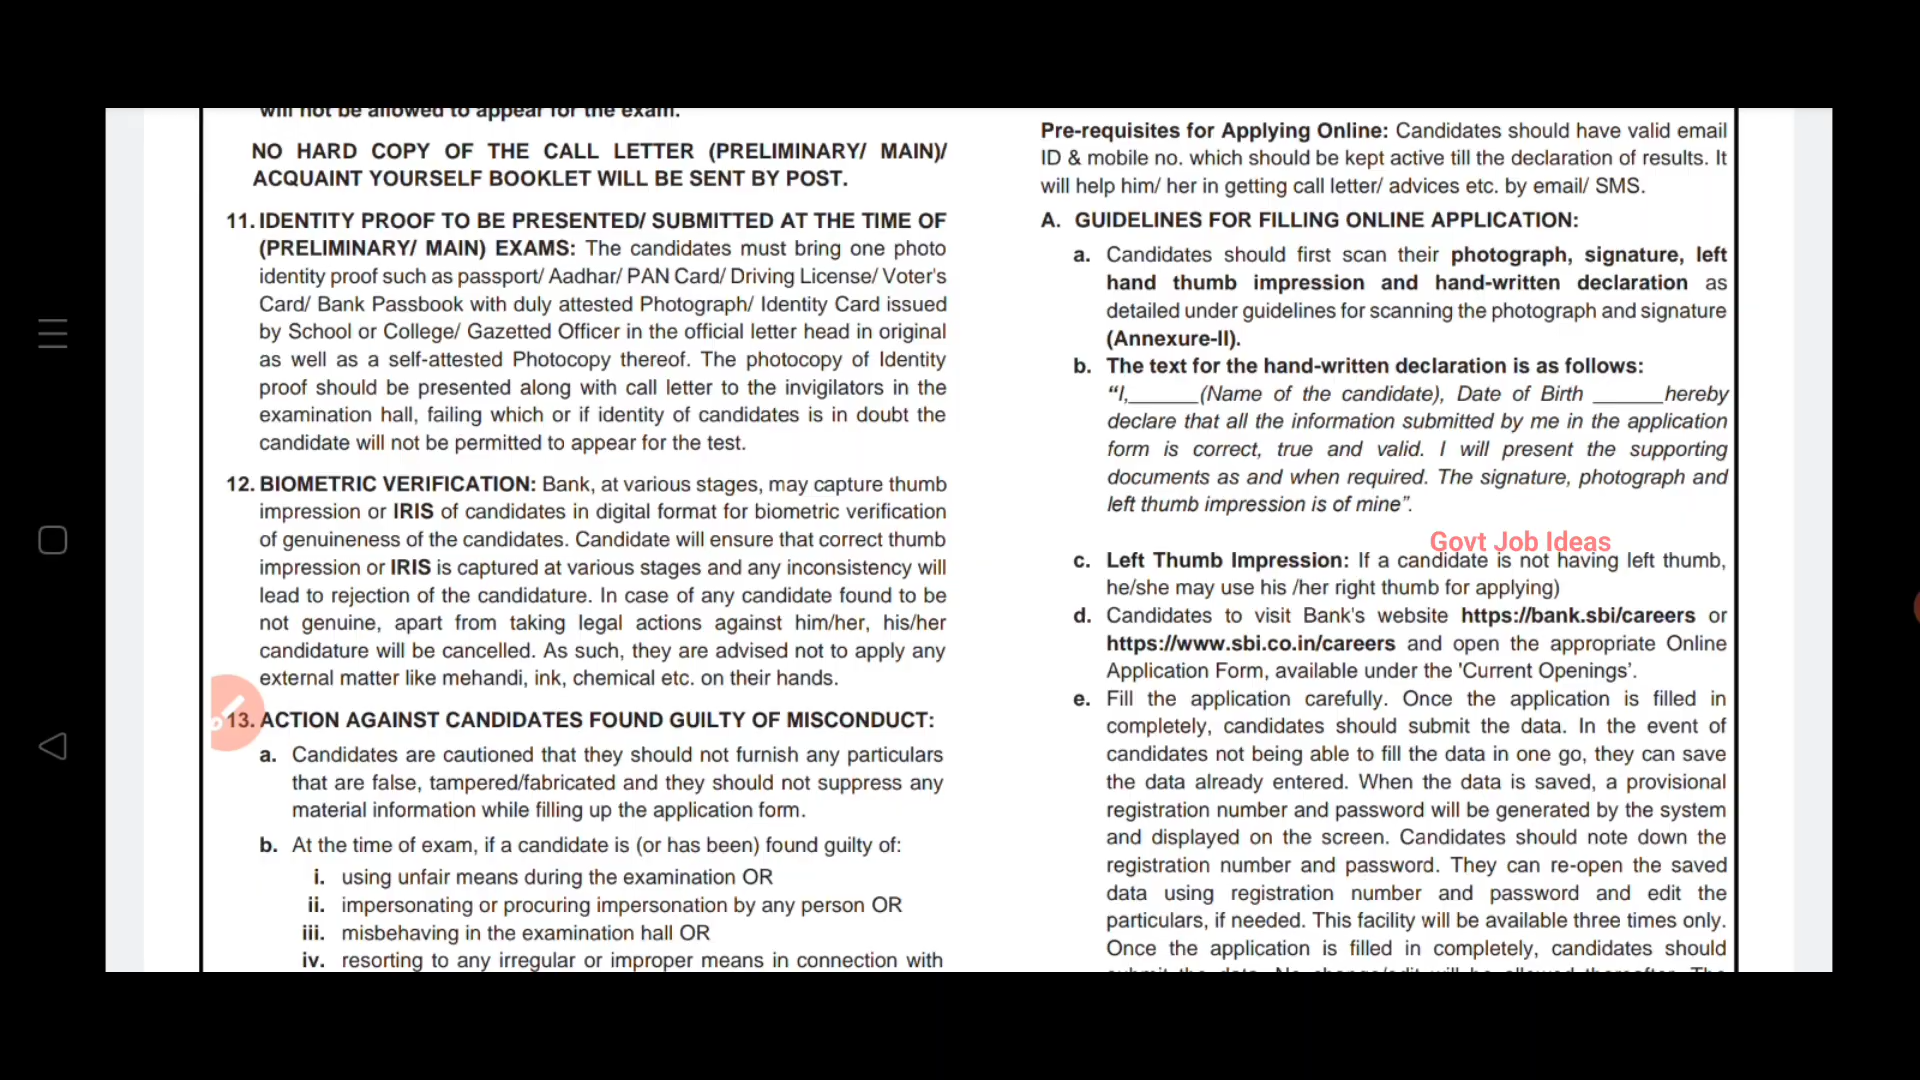 will not be allowed to appear for the exam.
NO HARD COPY OF THE CALL LETTER (PRELIMINARY/ MAIN)/
ACQUAINT YOURSELF BOOKLET WILL BE SENT BY POST.
11. IDENTITY PROOF TO BE PRESENTED/ SUBMITTED AT THE TIME OF
(PRELIMINARY/ MAIN) EXAMS: The candidates must bring one photo
identity proof such as passport/ Aadhar/ PAN Card/ Driving License/ Voter's
Card/ Bank Passbook with duly attested Photograph/ Identity Card issued
by School or College/ Gazetted Officer in the official letter head in original
as well as a self-attested Photocopy thereof. The photocopy of Identity
proof should be presented along with call letter to the invigilators in the
examination hall, failing which or if identity of candidates is in doubt the
candidate will not be permitted to appear for the test.
12. BIOMETRIC VERIFICATION: Bank, at various stages, may capture thumb
impression or IRIS of candidates in digital format for biometric verification
of genuineness of the candidates. Candidate will ensure that correct thumb
impression or IRIS is captured at various stages and any inconsistency will
lead to rejection of the candidature. In case of any candidate found to be
not genuine, apart from taking legal actions against him/her, his/her
candidature will be cancelled. As such, they are advised not to apply any
external matter like mehandi, ink, chemical etc. on their hands.
13. ACTION AGAINST CANDIDATES FOUND GUILTY OF MISCONDUCT:
a. Candidates are cautioned that they should not furnish any particulars
that are false, tampered/fabricated and they should not suppress any
material information while filling up the application form.
b. At the time of exam, if a candidate is (or has been) found guilty of:
i. using unfair means during the examination OR
ii. impersonating or procuring impersonation by any person OR
iii. misbehaving in the examination hall OR
iv. resorting to any irregular or improper means in connection with
Pre-requisites for Applying Online: Candidates should have valid email
ID & mobile no. which should be kept active till the declaration of results. It
will help him/ her in getting call letter/ advices etc. by email/ SMS.
A. GUIDELINES FOR FILLING ONLINE APPLICATION:
a. Candidates should first scan their photograph, signature, left
hand thumb impression and hand-written declaration as
detailed under guidelines for scanning the photograph and signature
(Annexure-II).
b. The text for the hand-written declaration is as follows:
“I,______(Name of the candidate), Date of Birth ______hereby
declare that all the information submitted by me in the application
form is correct, true and valid. I will present the supporting
documents as and when required. The signature, photograph and
left thumb impression is of mine”.
Govt Job Ideas
c. Left Thumb Impression: If a candidate is not having left thumb,
he/she may use his /her right thumb for applying)
d. Candidates to visit Bank's website https://bank.sbi/careers or
https://www.sbi.co.in/careers and open the appropriate Online
Application Form, available under the 'Current Openings’.
e. Fill the application carefully. Once the application is filled in
completely, candidates should submit the data. In the event of
candidates not being able to fill the data in one go, they can save
the data already entered. When the data is saved, a provisional
registration number and password will be generated by the system
and displayed on the screen. Candidates should note down the
registration number and password. They can re-open the saved
data using registration number and password and edit the
particulars, if needed. This facility will be available three times only.
Once the application is filled in completely, candidates should
submit the data. No change/edit will be allowed thereafter. The